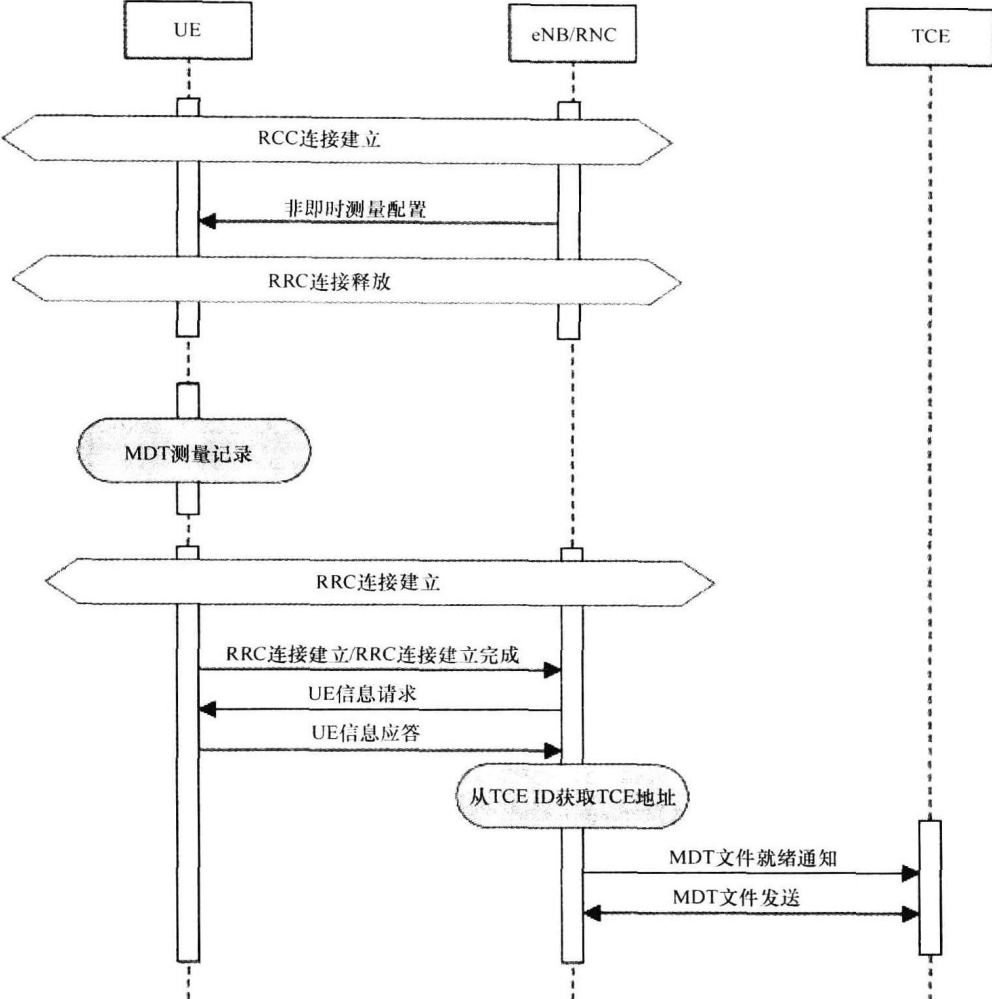 UE
eNB/RNC
TCE
RCC连接建立
非即时测量配置
RRC连接释放
MDT测量记录
RRC连接建立
RRC连接建立/RRC连接建立完成
UE信息请求
UE信息应答
从TCE ID获取TCE地址
MDT文件就绪通知
MDT文件发送